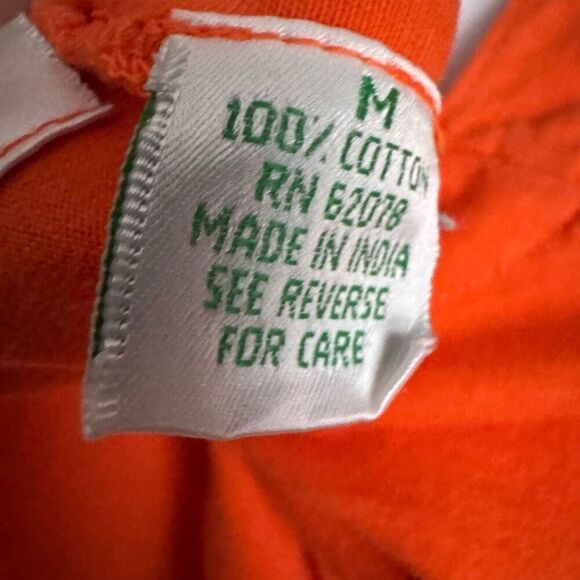 M
100% COTTON
RN 62078
MADE IN INDIA
SEE REVERSE
FOR CARE